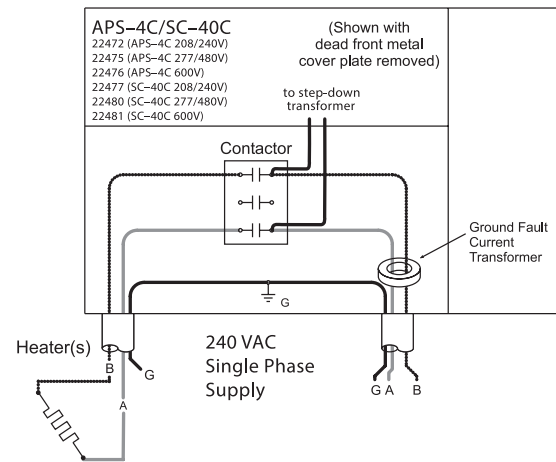 APS-4C/SC-40C
22472 (APS–4C 208/240V)
22475 (APS–4C 277/480V)
22476 (APS–4C 600V)
22477 (SC–40C 208/240V)
22480 (SC–40C 277/480V)
22481 (SC–40C 600V)
(Shown with
dead front metal
cover plate removed)
to step-down
transformer
Contactor
Ground Fault
Current
Transformer
G
Heater(s)
240 VAC
Single Phase
Supply
B
G
A
G A
B